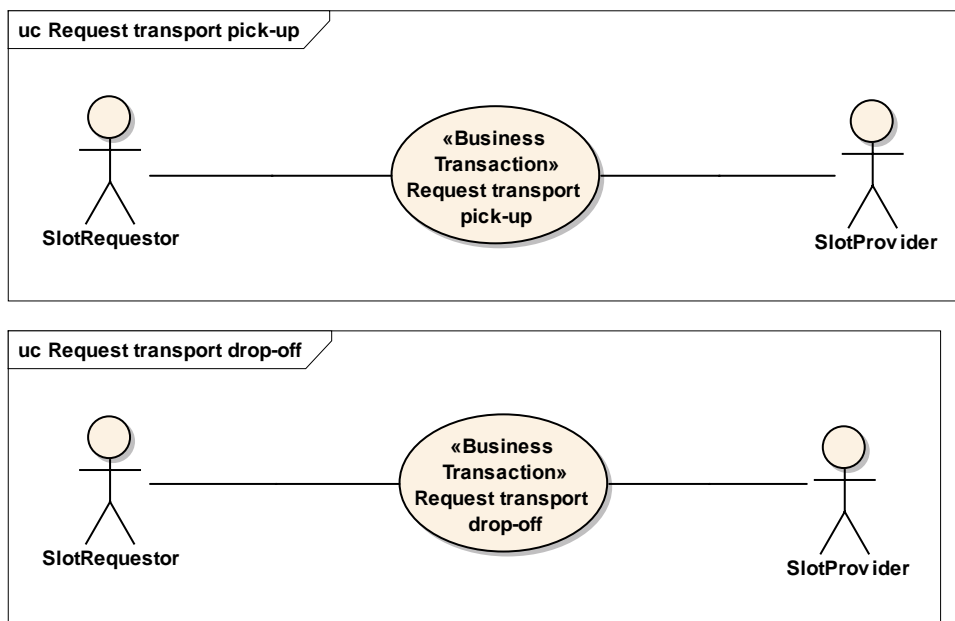 uc Request transport pick-up
«Business
Transaction»
Request transport
pick-up
SlotRequestor
SlotProvider
uc Request transport drop-off
«Business
Transaction»
Request transport
drop-off
SlotRequestor
SlotProvider